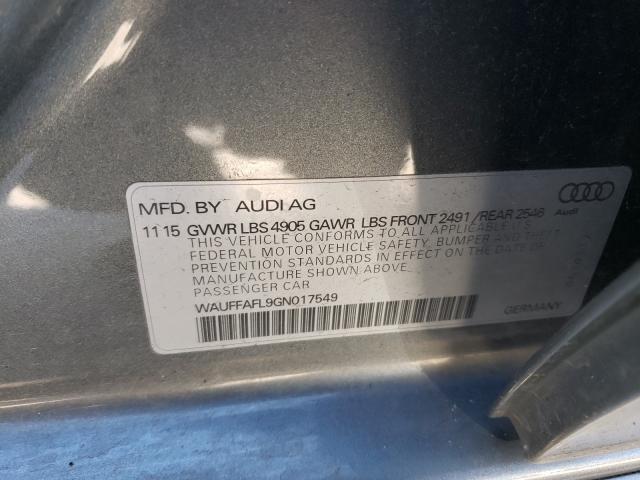 MFD. BY AUDI AG
Audi
11 15 GVWR LBS 4905 GAWR LBS FRONT 2491 / REAR 2546
THIS VEHICLE CONFORMS TO ALL APPLICABLE U.S.
FEDERAL MOTOR VEHICLE SAFETY, BUMPER AND THEFT
PREVENTION STANDARDS IN EFFECT ON THE DATE OF
MANUFACTURE SHOWN ABOVE.
PASSENGER CAR
WAUFFAFL9GN017549
GERMANY